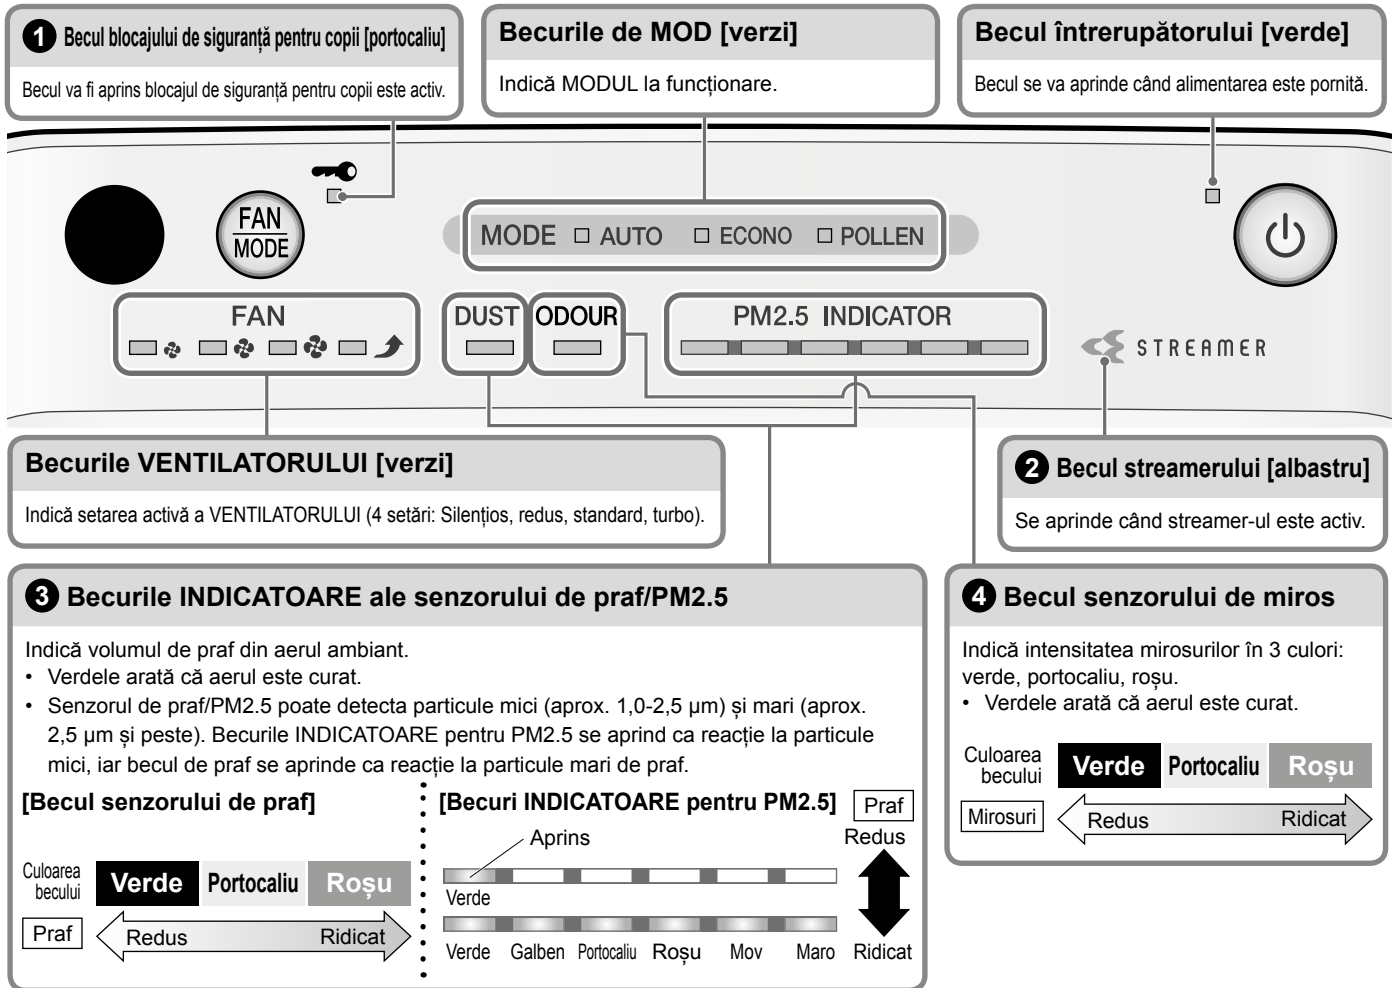 1 Becul blocajului de siguranță pentru copii [portocaliu]
Becul va fi aprins blocajul de siguranță pentru copii este activ.
Becurile de MOD [verzi]
Indică MODUL la funcționare.
Becul întrerupătorului [verde]
Becul se va aprinde când alimentarea este pornită.
FAN
MODE
MODE AUTO ECONO POLLEN
FAN
DUST
ODOUR
PM2.5 INDICATOR
STREAMER
Becurile VENTILATORULUI [verzi]
Indică setarea activă a VENTILATORULUI (4 setări: Silențios, redus, standard, turbo).
2 Becul streamerului [albastru]
Se aprinde când streamer-ul este activ.
3 Becurile INDICATOARE ale senzorului de praf/PM2.5
Indică volumul de praf din aerul ambiant.
• Verdele arată că aerul este curat.
• Senzorul de praf/PM2.5 poate detecta particule mici (aprox. 1,0-2,5 μm) și mari (aprox.
2,5 μm și peste). Becurile INDICATOARE pentru PM2.5 se aprind ca reacție la particule
mici, iar becul de praf se aprinde ca reacție la particule mari de praf.
[Becul senzorului de praf]
Culoarea
becului
Verde Portocaliu Roșu
Praf
Redus Ridicat
[Becuri INDICATOARE pentru PM2.5]
Praf
Aprins
Redus
Verde
Verde Galben Portocaliu Roșu Mov Maro Ridicat
4 Becul senzorului de miros
Indică intensitatea mirosurilor în 3 culori:
verde, portocaliu, roșu.
• Verdele arată că aerul este curat.
Culoarea
becului
Verde Portocaliu Roșu
Mirosuri
Redus Ridicat